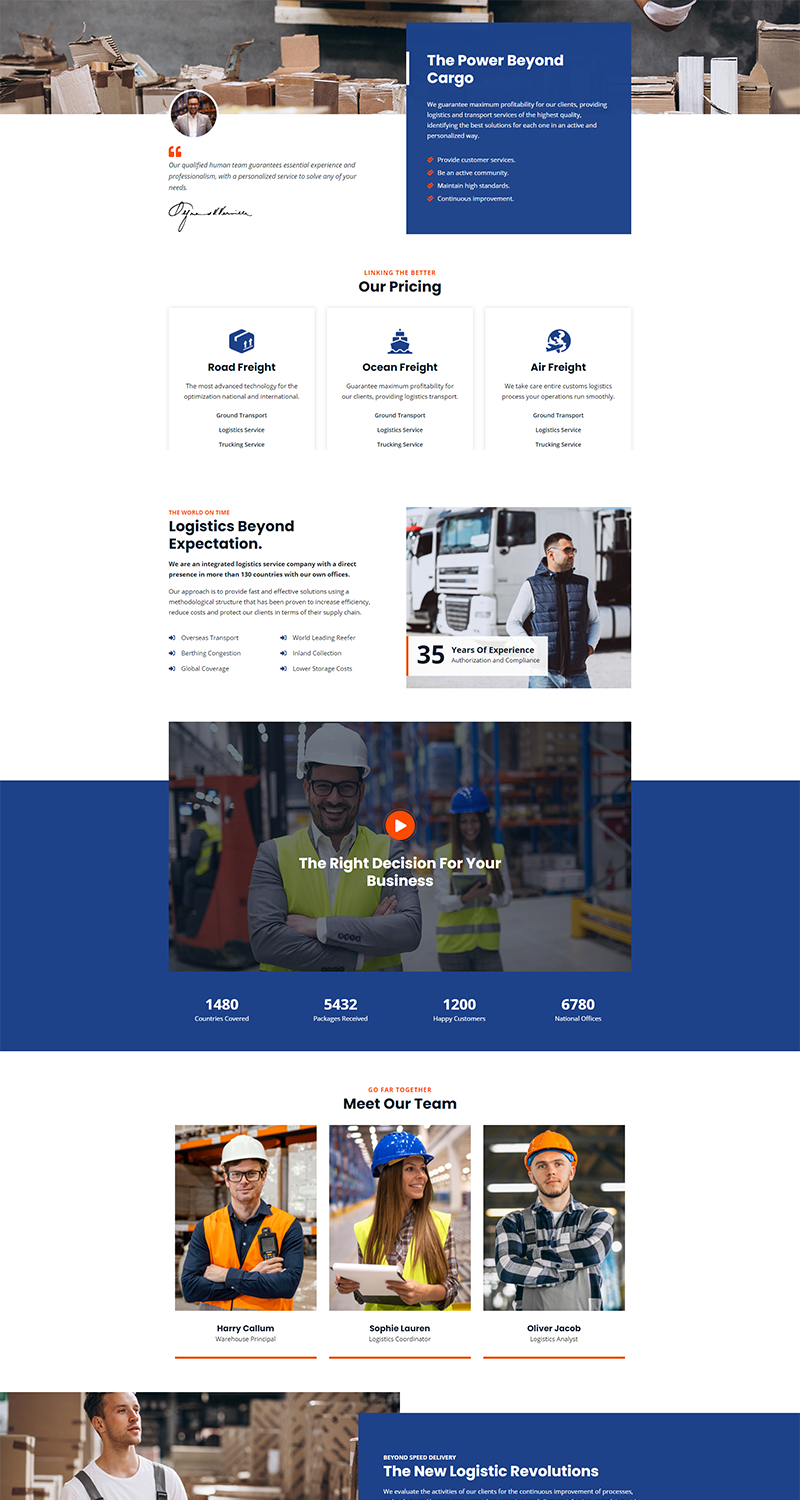 The Power Beyond
Cargo
We guarantee maximum profitability for our clients, providing
logistics and transport services of the highest quality,
identifying the best solutions for each one in an active and
personalized way.
Provide customer services.
Be an active community.
Maintain high standards.
Continuous improvement.
Our qualified human team guarantees essential experience and
professionalism, with a personalized service to solve any of your
needs.
LINKING THE BETTER
Our Pricing
Road Freight
The most advanced technology for the
optimization national and international.
Ground Transport
Logistics Service
Trucking Service
Ocean Freight
Guarantee maximum profitability for
our clients, providing logistics transport.
Ground Transport
Logistics Service
Trucking Service
Air Freight
We take care entire customs logistics
process your operations run smoothly.
Ground Transport
Logistics Service
Trucking Service
THE WORLD ON TIME
Logistics Beyond
Expectation.
We are an integrated logistics service company with a direct
presence in more than 130 countries with our own offices.
Our approach is to provide fast and effective solutions using a
methodological structure that has been proven to increase efficiency,
reduce costs and protect our clients in terms of their supply chain.
Overseas Transport
World Leading Reefer
Berthing Congestion
Inland Collection
Global Coverage
Lower Storage Costs
35 Years Of Experience
Authorization and Compliance
The Right Decision For Your
Business
1480
Countries Covered
5432
Packages Received
1200
Happy Customers
6780
National Offices
GO FAR TOGETHER
Meet Our Team
Harry Callum
Warehouse Principal
Sophie Lauren
Logistics Coordinator
Oliver Jacob
Logistics Analyst
BEYOND SPEED DELIVERY
The New Logistic Revolutions
We evaluate the activities of our clients for the continuous improvement of processes,